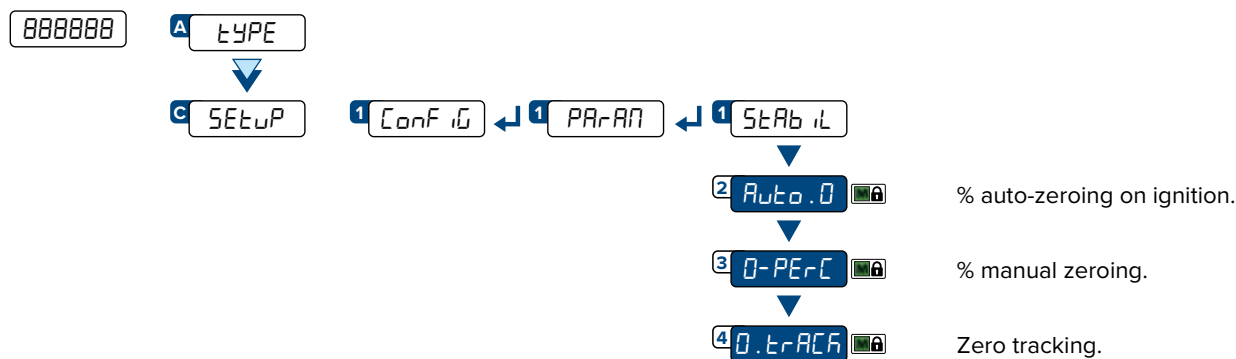 888888 A tYPE
C SEtuP 1 ConFiG 1 PArAM 1 StAbiL
2 Auto.0 M % auto-zeroing on ignition.
3 0-PErC M % manual zeroing.
4 0.trACK M Zero tracking.